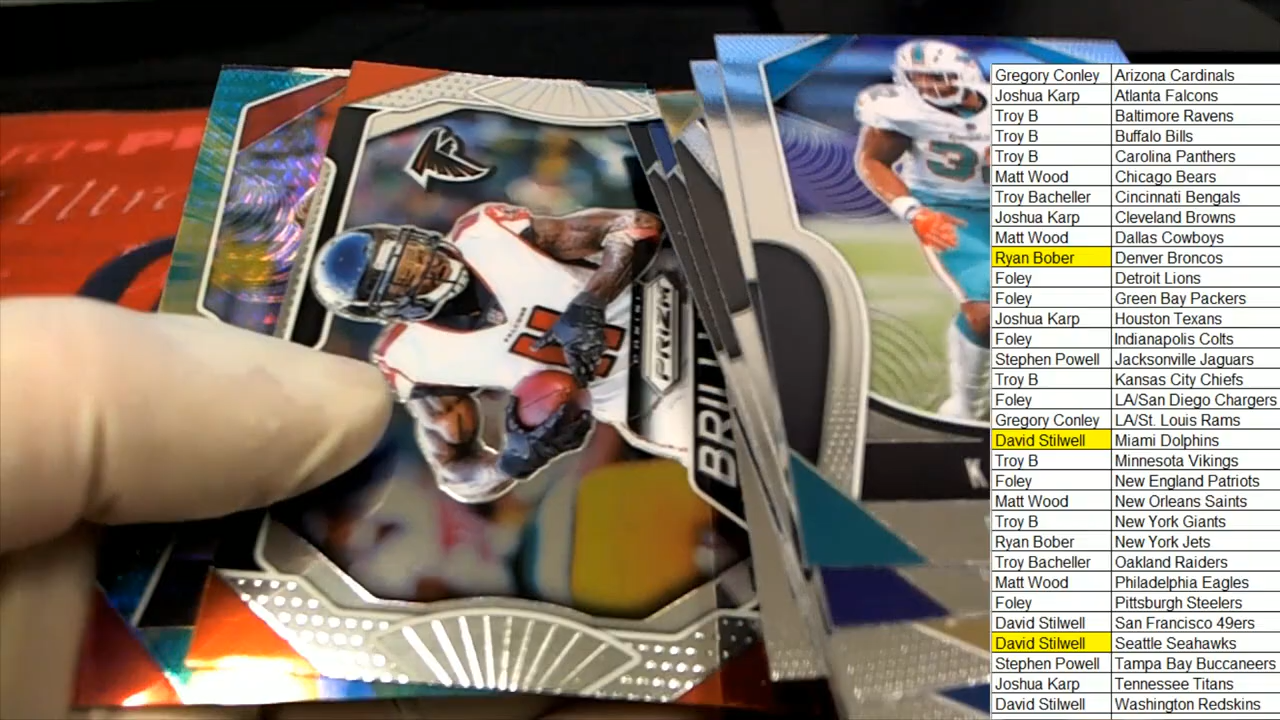 FALCONS
11
PANINI
PRIZM
BRILLI
3
K
Gregory Conley Arizona Cardinals
Joshua Karp Atlanta Falcons
Troy B Baltimore Ravens
Troy B Buffalo Bills
Troy B Carolina Panthers
Matt Wood Chicago Bears
Troy Bacheller Cincinnati Bengals
Joshua Karp Cleveland Browns
Matt Wood Dallas Cowboys
Ryan Bober Denver Broncos
Foley Detroit Lions
Foley Green Bay Packers
Joshua Karp Houston Texans
Foley Indianapolis Colts
Stephen Powell Jacksonville Jaguars
Troy B Kansas City Chiefs
Foley LA/San Diego Chargers
Gregory Conley LA/St. Louis Rams
David Stilwell Miami Dolphins
Troy B Minnesota Vikings
Foley New England Patriots
Matt Wood New Orleans Saints
Troy B New York Giants
Ryan Bober New York Jets
Troy Bacheller Oakland Raiders
Matt Wood Philadelphia Eagles
Foley Pittsburgh Steelers
David Stilwell San Francisco 49ers
David Stilwell Seattle Seahawks
Stephen Powell Tampa Bay Buccaneers
Joshua Karp Tennessee Titans
David Stilwell Washington Redskins